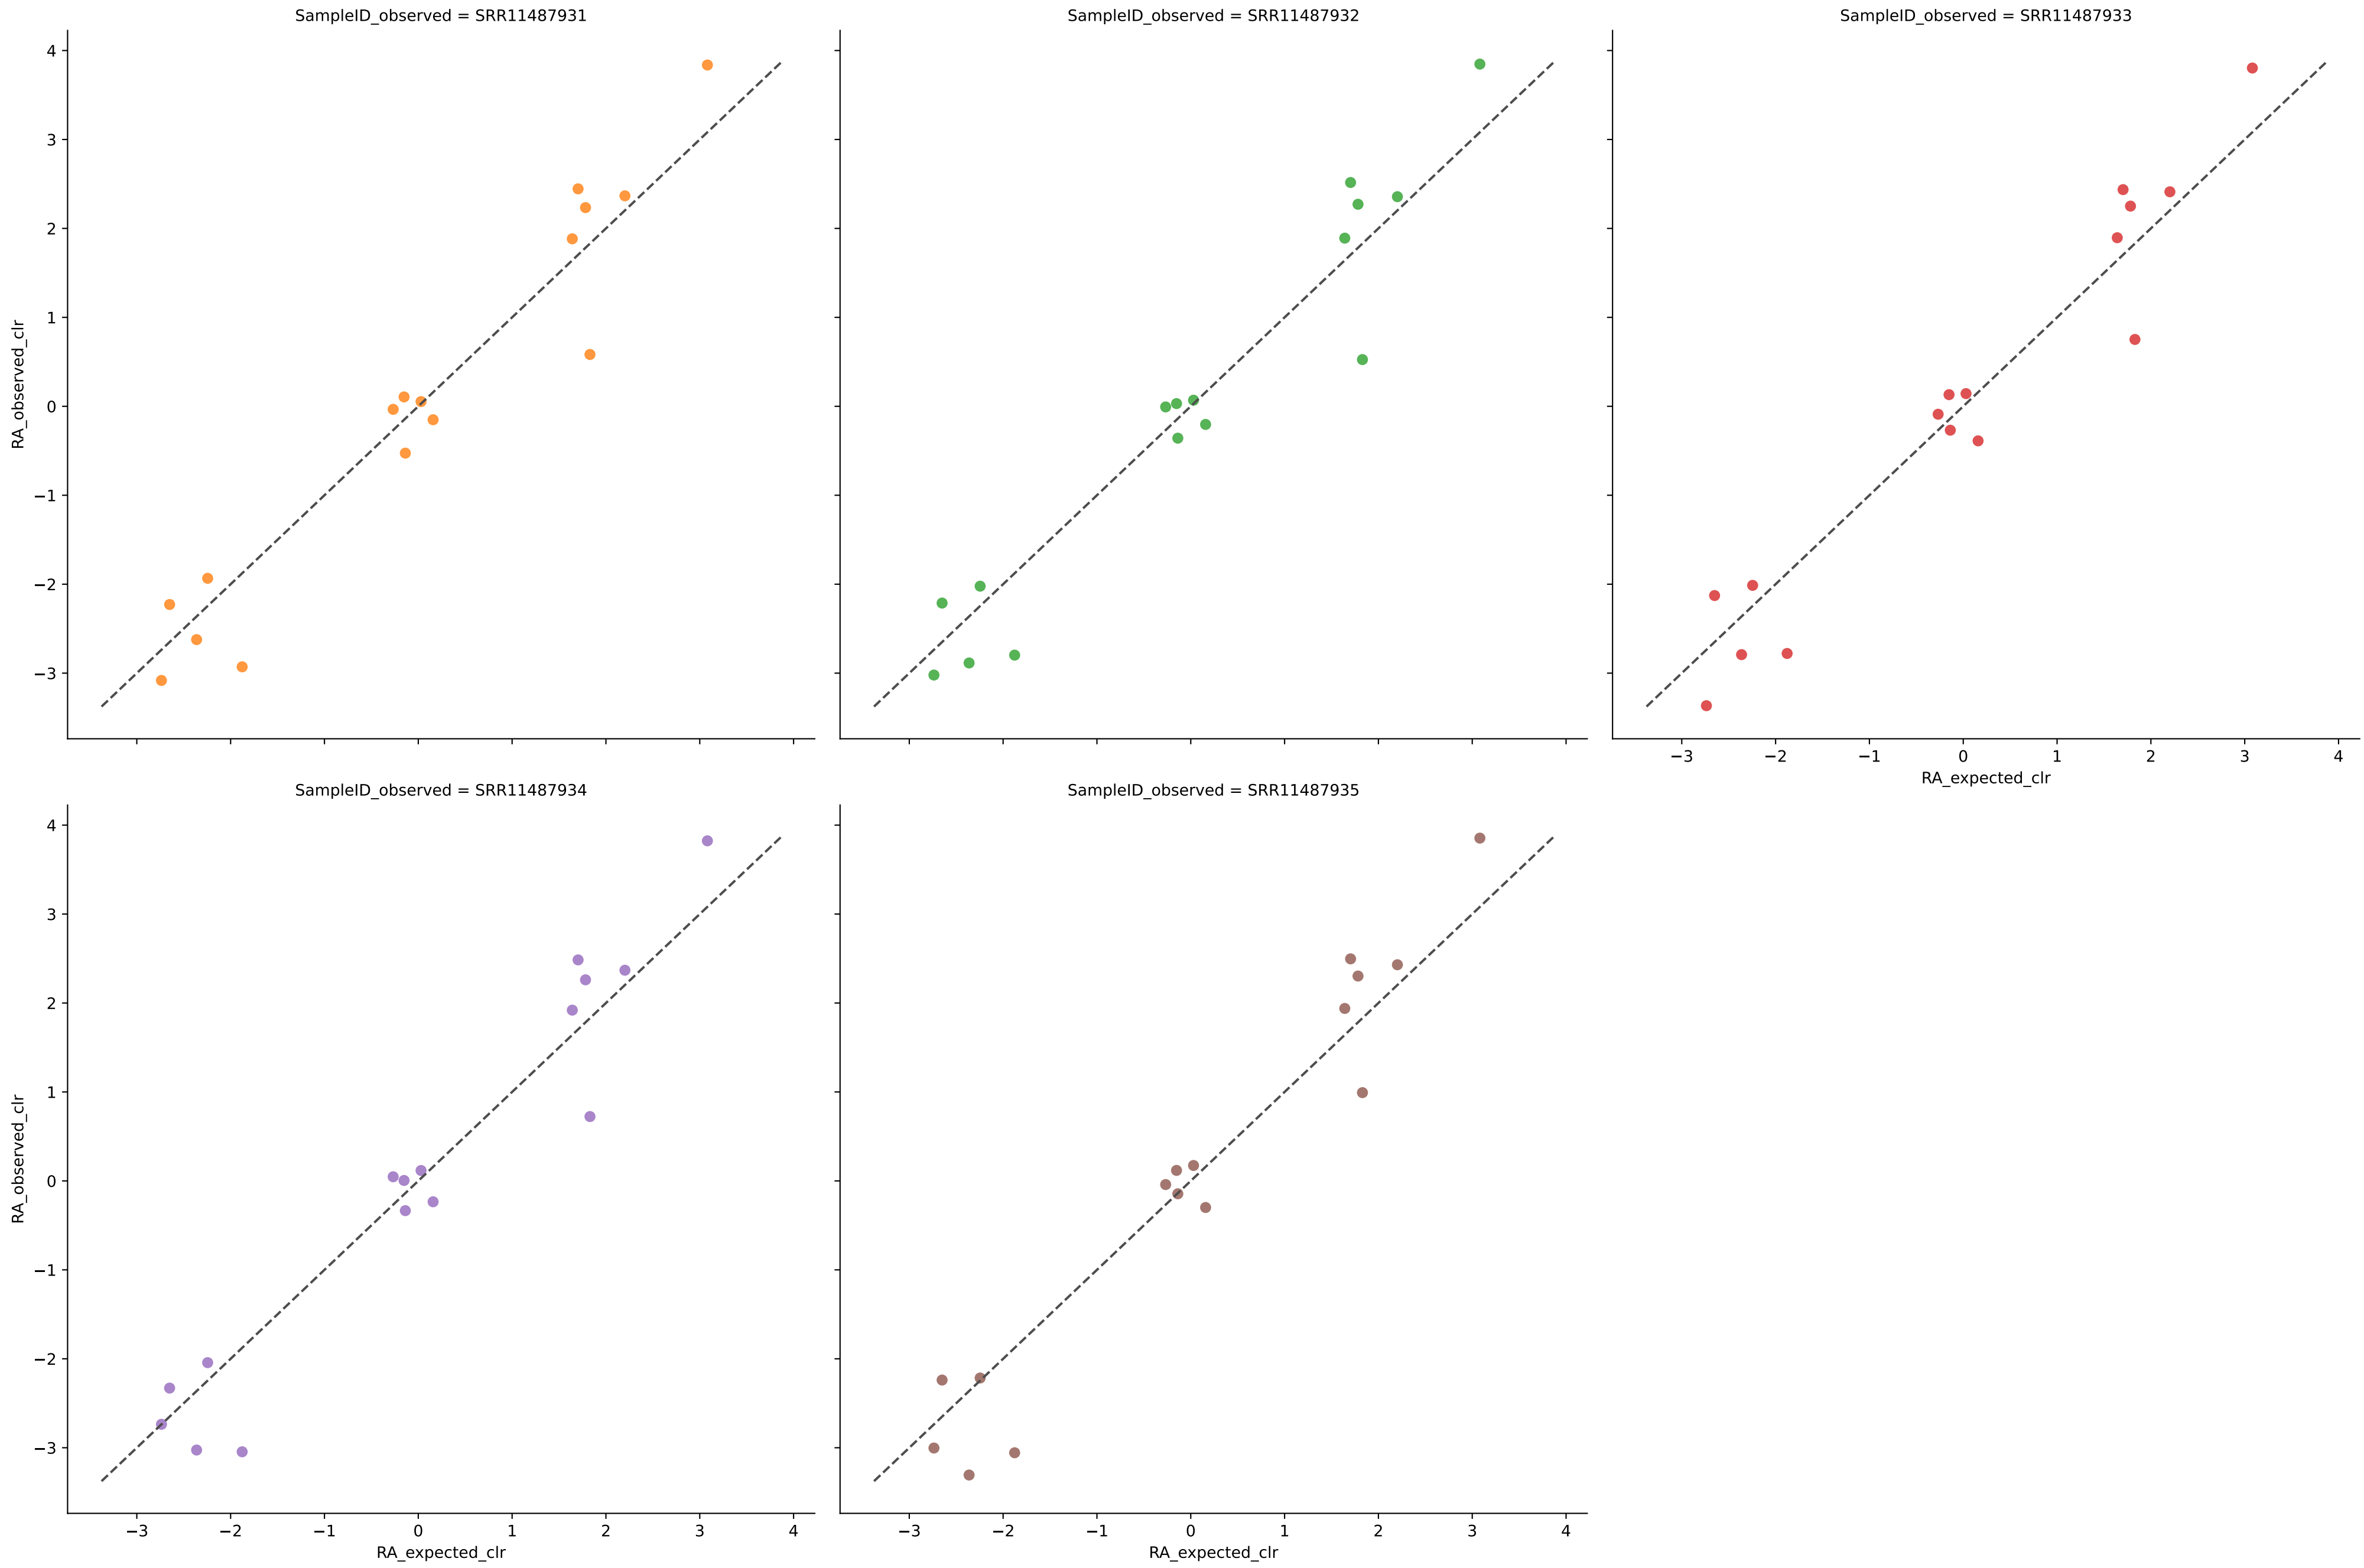 SampleID_observed = SRR11487931
SampleID_observed = SRR11487932
SampleID_observed = SRR11487933
RA_observed_clr
4
3
2
1
0
−1
−2
−3
−3 −2 −1 0 1 2 3 4
RA_expected_clr
SampleID_observed = SRR11487934
SampleID_observed = SRR11487935
RA_observed_clr
4
3
2
1
0
−1
−2
−3
−3 −2 −1 0 1 2 3 4
RA_expected_clr
−3 −2 −1 0 1 2 3 4
RA_expected_clr